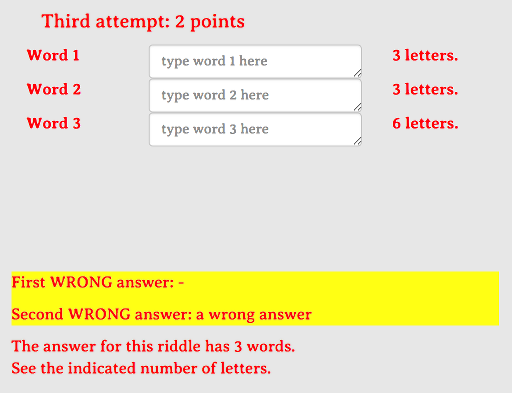 Third attempt: 2 points
Word 1 type word 1 here 3 letters.
Word 2 type word 2 here 3 letters.
Word 3 type word 3 here 6 letters.
First WRONG answer: -
Second WRONG answer: a wrong answer
The answer for this riddle has 3 words.
See the indicated number of letters.